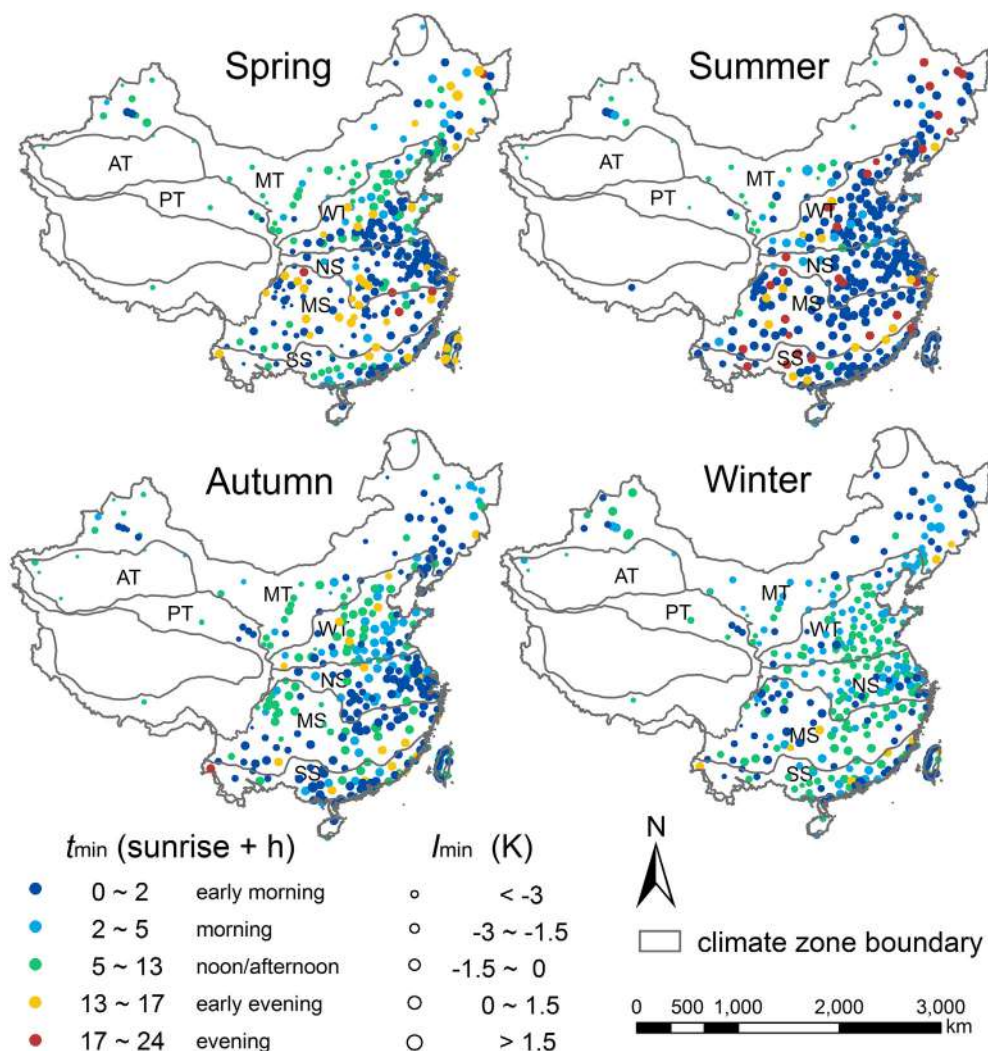 Spring
Summer
AT
PT
MT
WT
NS
MS
SS
AT
PT
MT
WT
NS
MS
SS
Autumn
Winter
AT
PT
MT
WT
NS
MS
SS
AT
PT
MT
WT
NS
MS
SS
tmin (sunrise + h)
0 ~ 2 early morning
2 ~ 5 morning
5 ~ 13 noon/afternoon
13 ~ 17 early evening
17 ~ 24 evening
Imin (K)
< -3
-3 ~ -1.5
-1.5 ~ 0
0 ~ 1.5
> 1.5
N
climate zone boundary
0 500 1,000 2,000 3,000
km